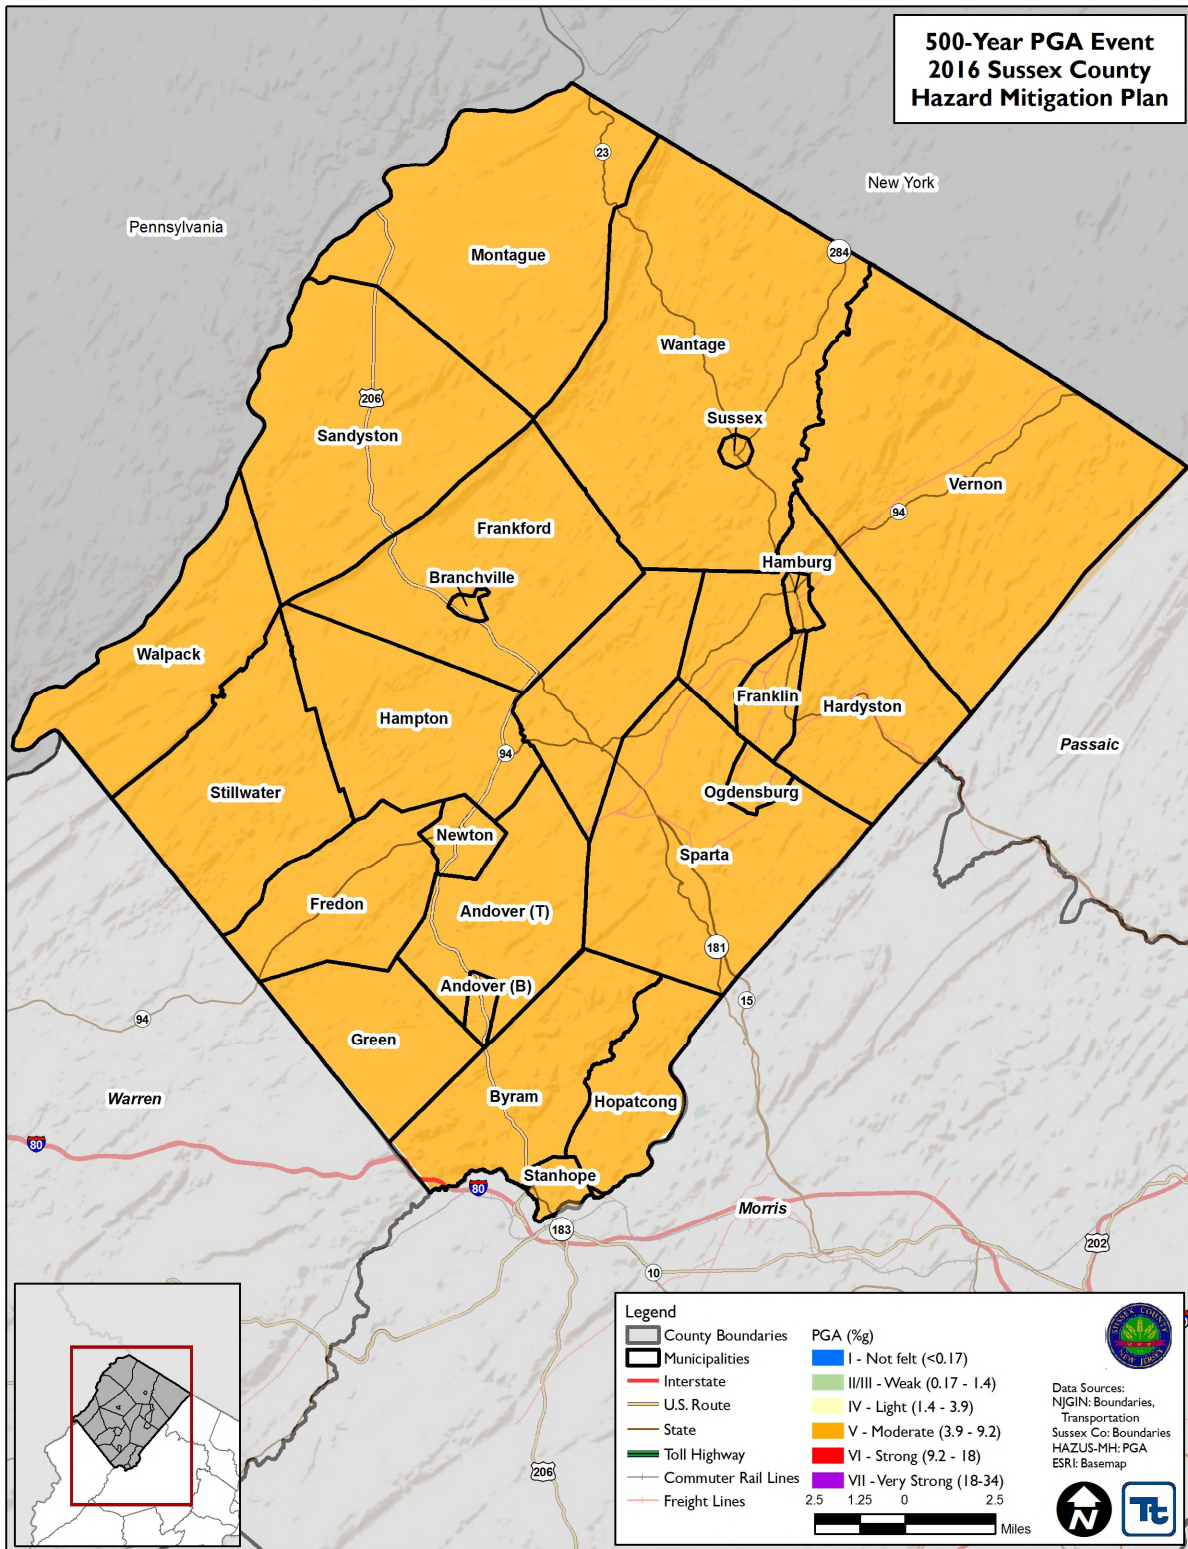 500-Year PGA Event
2016 Sussex County
Hazard Mitigation Plan
23
New York
Pennsylvania
284
Montague
Wantage
206
Sussex
Sandyston
Vernon
94
Frankford
Hamburg
Branchville
Walpack
Franklin
Hardyston
Hampton
Passaic
94
Stillwater
Ogdensburg
Newton
Sparta
Fredon
Andover (T)
181
Andover (B)
15
94
Green
Byram
Hopatcong
Warren
80
Stanhope
80
Morris
183
202
10
206
Legend
County Boundaries
Municipalities
Interstate
U.S. Route
State
Toll Highway
Commuter Rail Lines
Freight Lines
PGA (%g)
I - Not felt (<0.17)
II/III - Weak (0.17 - 1.4)
IV - Light (1.4 - 3.9)
V - Moderate (3.9 - 9.2)
VI - Strong (9.2 - 18)
VII - Very Strong (18-34)
2.5 1.25 0 2.5
Miles
SUSSEX COUNTY
NEW JERSEY
Data Sources:
NJGIN: Boundaries,
Transportation
Sussex Co: Boundaries
HAZUS-MH: PGA
ESRI: Basemap
N
Tt